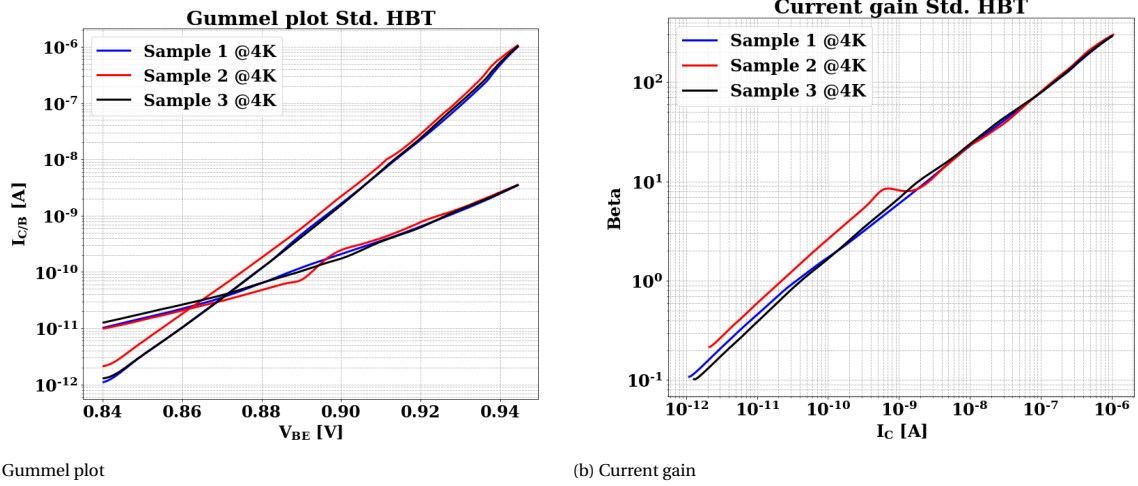 Gummel plot Std. HBT
Sample 1 @4K
Sample 2 @4K
Sample 3 @4K
10⁻⁶
10⁻⁷
10⁻⁸
10⁻⁹
10⁻¹⁰
10⁻¹¹
10⁻¹²
I_C/B [A]
0.84 0.86 0.88 0.90 0.92 0.94
V_BE [V]
Gummel plot
Current gain Std. HBT
Sample 1 @4K
Sample 2 @4K
Sample 3 @4K
10²
10¹
10⁰
10⁻¹
Beta
10⁻¹² 10⁻¹¹ 10⁻¹⁰ 10⁻⁹ 10⁻⁸ 10⁻⁷ 10⁻⁶
I_C [A]
(b) Current gain